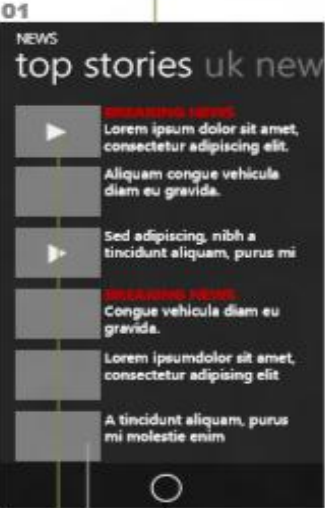 01
NEWS
top stories uk new
BREAKING NEWS
Lorem ipsum dolor sit amet,
consectetur adipiscing elit.
Aliquam congue vehicula
diam eu gravida.
Sed adipiscing, nibh a
tincidunt aliquam, purus mi
BREAKING NEWS
Congue vehicula diam eu
gravida.
Lorem ipsumdolor sit amet,
consectetur adipising elit
A tincidunt aliquam, purus
mi molestie enim